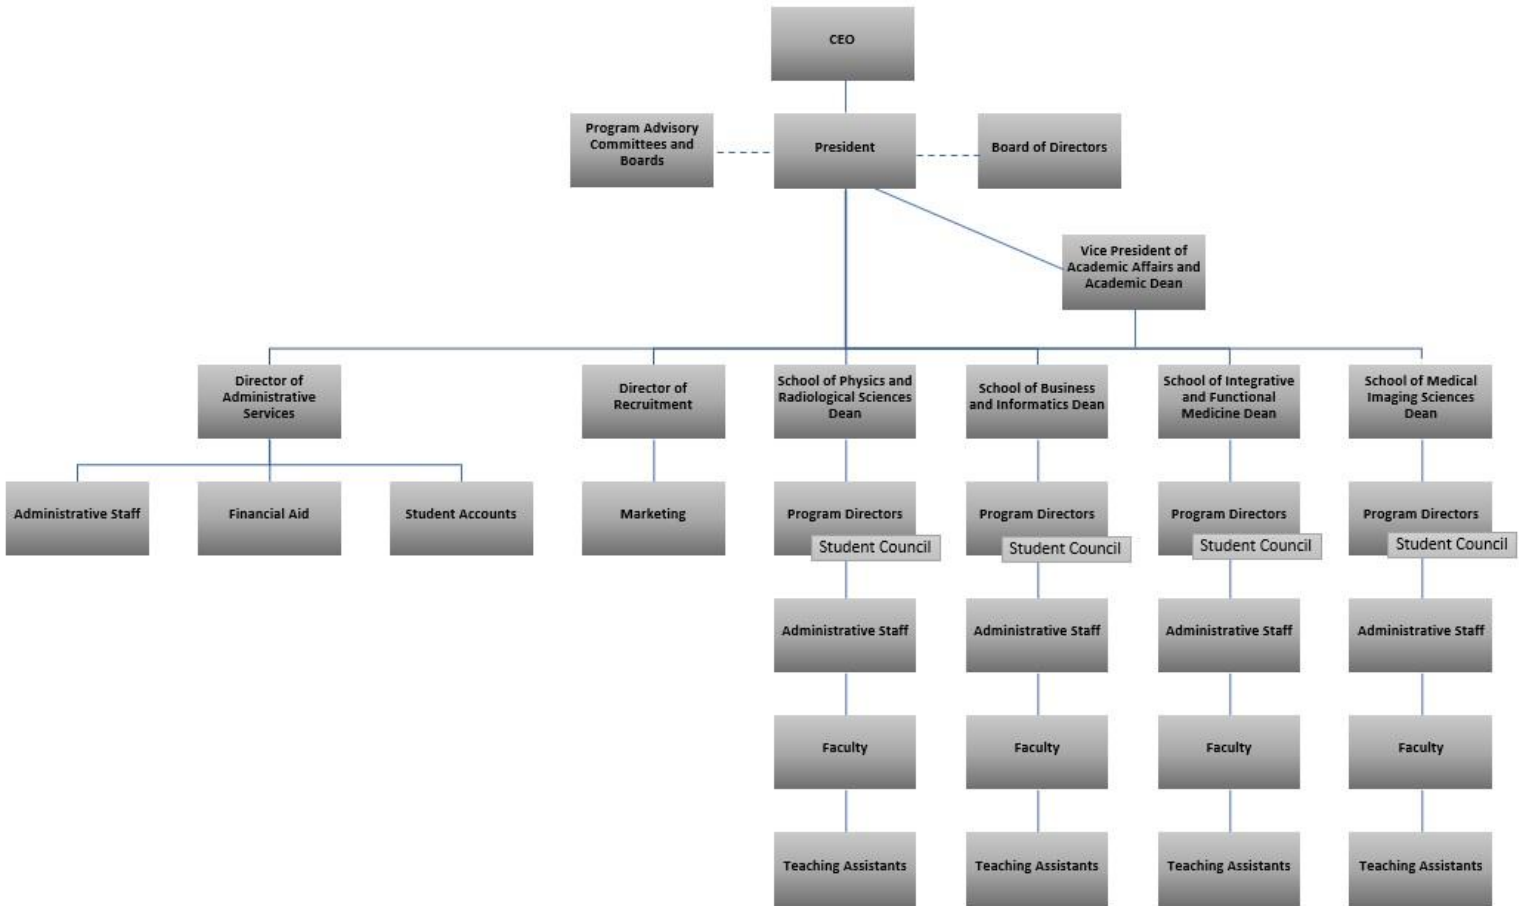 CEO
Program Advisory
Committees and
Boards
President
Board of Directors
Vice President of
Academic Affairs and
Academic Dean
Director of
Administrative
Services
Director of
Recruitment
School of Physics and
Radiological Sciences
Dean
School of Business
and Informatics Dean
School of Integrative
and Functional
Medicine Dean
School of Medical
Imaging Sciences
Dean
Administrative Staff
Financial Aid
Student Accounts
Marketing
Program Directors
Program Directors
Program Directors
Program Directors
Student Council
Student Council
Student Council
Student Council
Administrative Staff
Administrative Staff
Administrative Staff
Administrative Staff
Faculty
Faculty
Faculty
Faculty
Teaching Assistants
Teaching Assistants
Teaching Assistants
Teaching Assistants